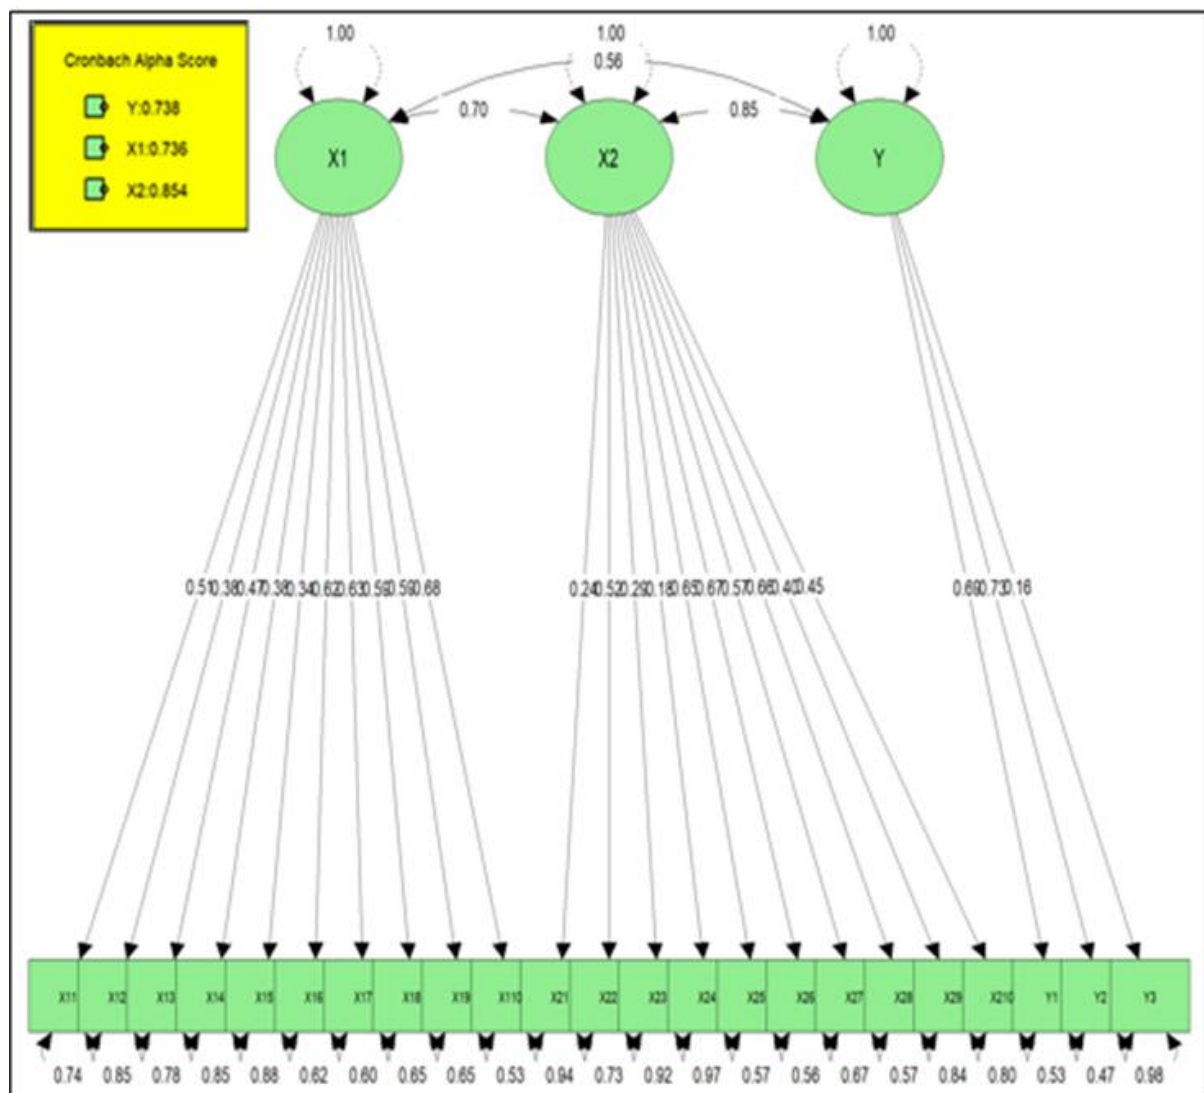 1.00 1.00 1.00
Cronbach Alpha Score
0.56
Y:0.738
0.70 0.85
X1:0.736
X1 X2 Y
X2:0.854
0.51 0.38 0.47 0.38 0.34 0.62 0.63 0.59 0.59 0.68 0.24 0.52 0.29 0.18 0.65 0.67 0.57 0.66 0.40 0.45 0.69 0.73 0.16
X11 X12 X13 X14 X15 X16 X17 X18 X19 X110 X21 X22 X23 X24 X25 X26 X27 X28 X29 X210 Y1 Y2 Y3
0.74 0.85 0.78 0.85 0.88 0.62 0.60 0.65 0.65 0.53 0.94 0.73 0.92 0.97 0.57 0.56 0.67 0.57 0.84 0.80 0.53 0.47 0.98